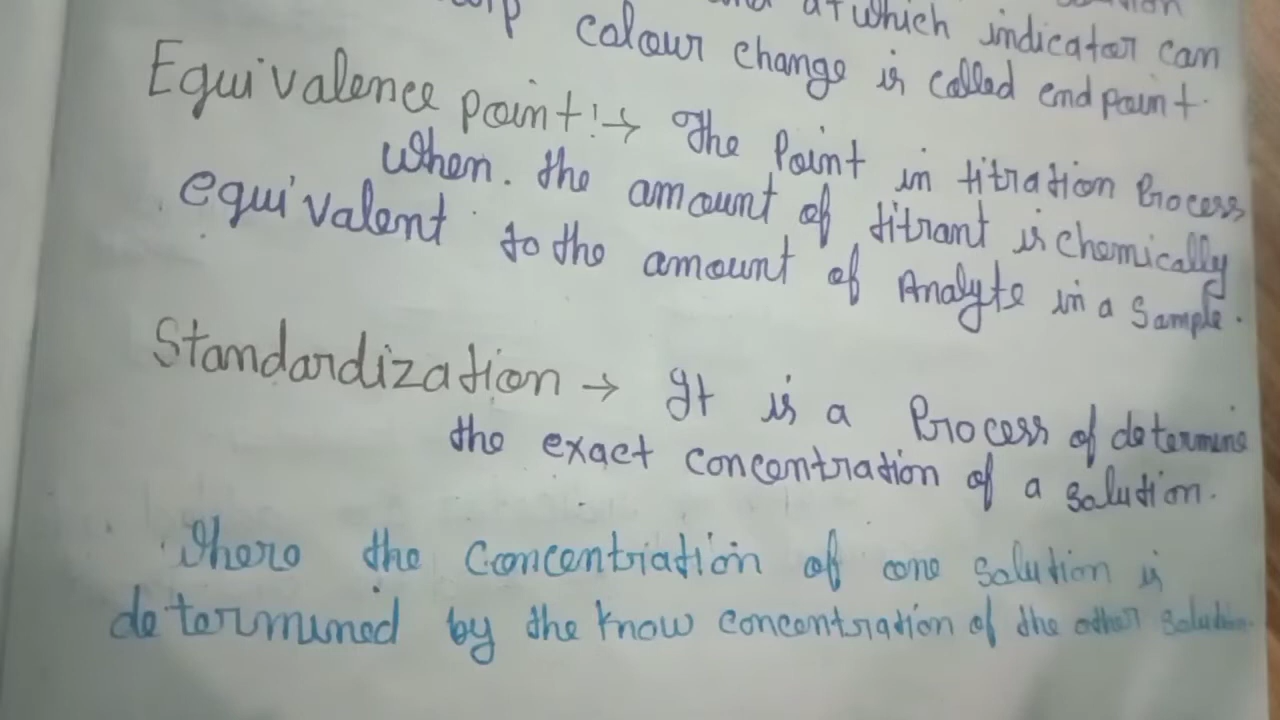 at which indicator can
colour change is called end point.
Equivalence point:→ The Point in titration Process
when. the amount of titrant is chemically
equivalent to the amount of Analyte in a Sample.
Standardization → It is a Process of determine
the exact concentration of a solution.
There the concentration of one solution is
determined by the know concentration of the other solution